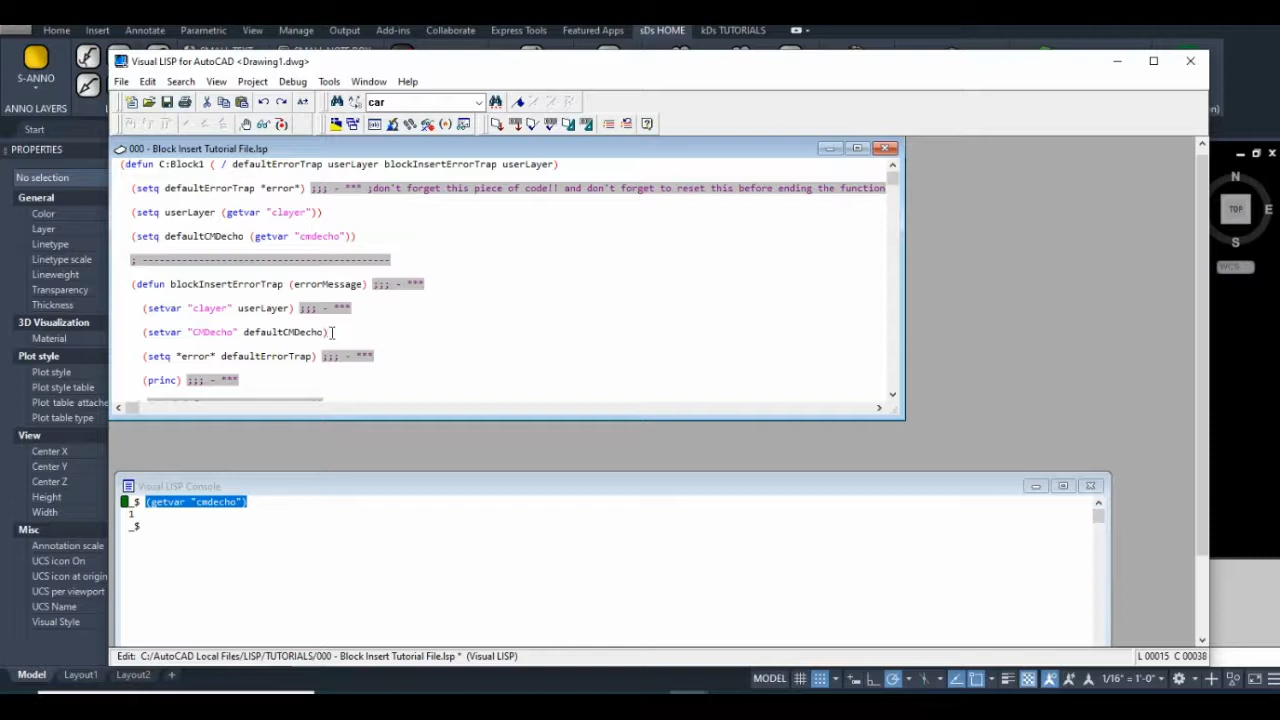 Home Insert Annotate Parametric View Manage Output Add-ins Collaborate Express Tools Featured Apps sDs HOME kDs TUTORIALS
S-ANNO
ANNO LAYERS
Start
PROPERTIES
No selection
General
Color
Layer
Linetype
Linetype scale
Lineweight
Transparency
Thickness
3D Visualization
Material
Plot style
Plot style
Plot style table
Plot table attache
Plot table type
View
Center X
Center Y
Center Z
Height
Width
Misc
Annotation scale
UCS icon On
UCS icon at origin
UCS per viewport
UCS Name
Visual Style
Visual LISP for AutoCAD <Drawing1.dwg>
File Edit Search View Project Debug Tools Window Help
car
000 - Block Insert Tutorial File.lsp
(defun C:Block1 ( / defaultErrorTrap userLayer blockInsertErrorTrap userLayer)
(setq defaultErrorTrap *error*) ;;; - *** ;don't forget this piece of code!! and don't forget to reset this before ending the function
(setq userLayer (getvar "clayer"))
(setq defaultCMDecho (getvar "cmdecho"))
; --------------------------------------------
(defun blockInsertErrorTrap (errorMessage) ;;; - ***
(setvar "clayer" userLayer) ;;; - ***
(setvar "CMDecho" defaultCMDecho)
(setq *error* defaultErrorTrap) ;;; - ***
(princ) ;;; - ***
Visual LISP Console
_$ (getvar "cmdecho")
1
_$
Edit: C:/AutoCAD Local Files/LISP/TUTORIALS/000 - Block Insert Tutorial File.lsp * (Visual LISP) L 00015 C 00038
N
TOP
E
S
WCS
Model Layout1 Layout2 +
MODEL 1/16" = 1'-0"